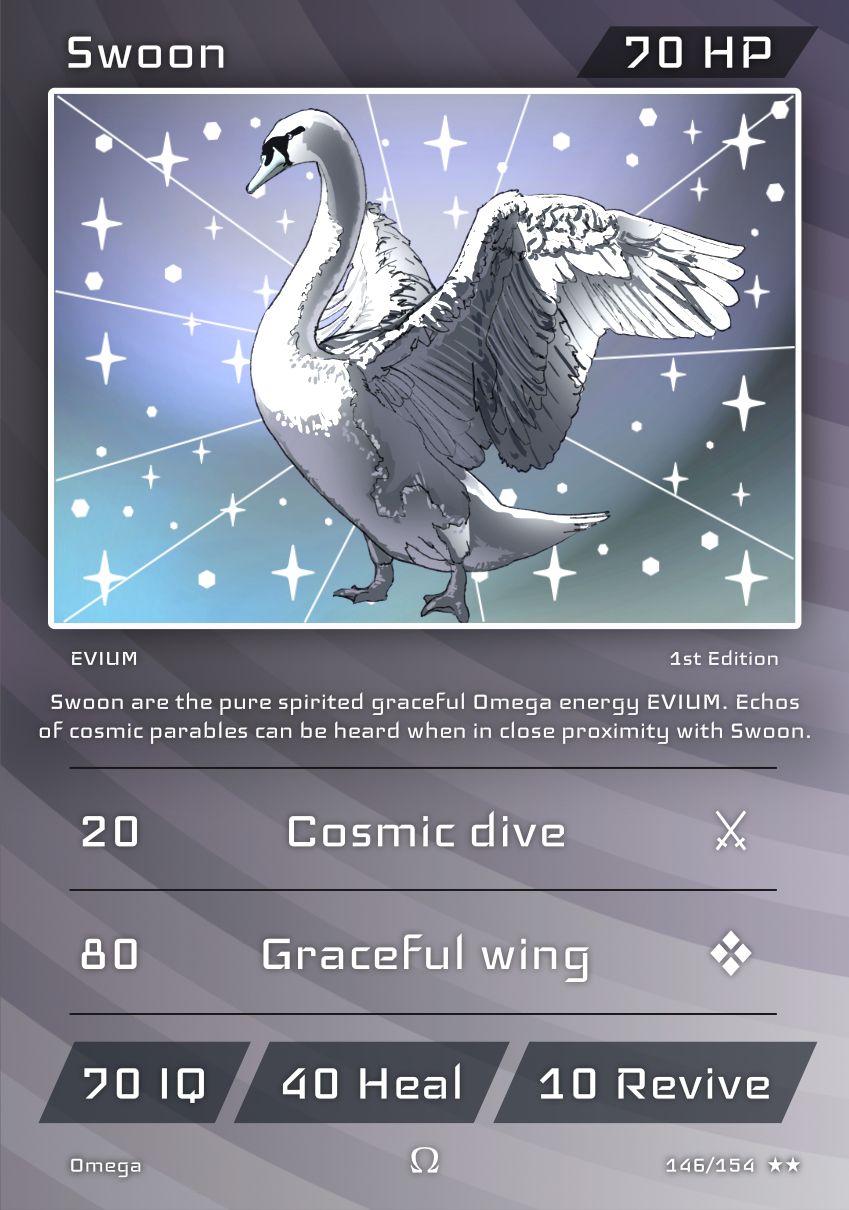 Swoon
70 HP
EVIUM
1st Edition
Swoon are the pure spirited graceful Omega energy EVIUM. Echos
of cosmic parables can be heard when in close proximity with Swoon.
20 Cosmic dive
80 Graceful wing
70 IQ 40 Heal 10 Revive
Omega Ω 146/154 ★★